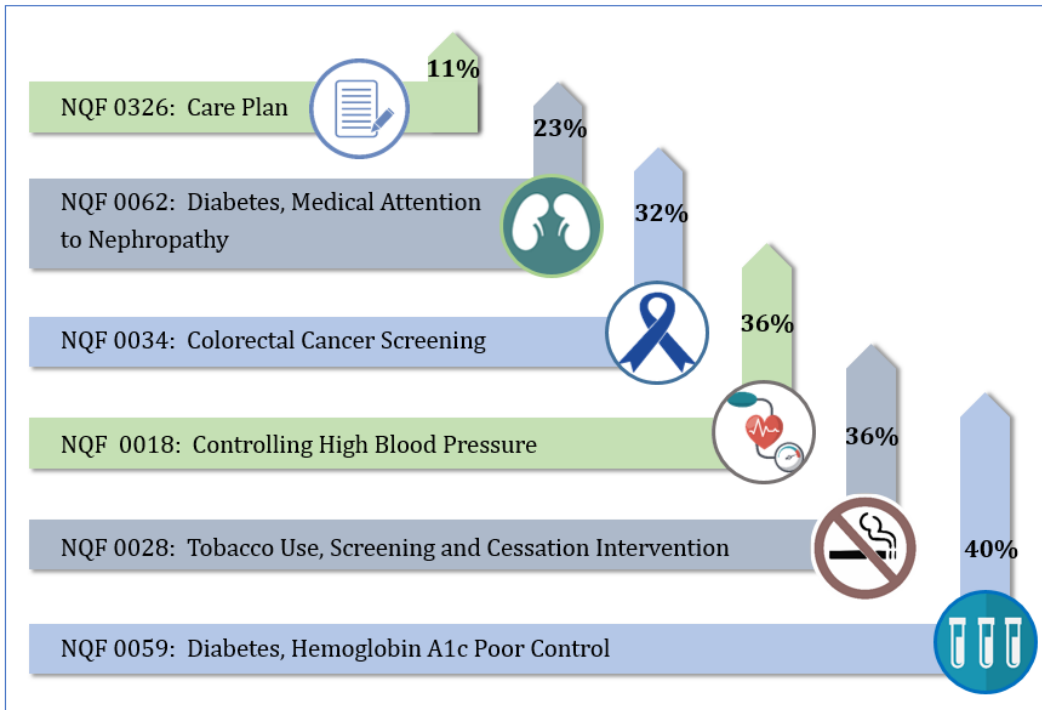 11%
NQF 0326: Care Plan
23%
NQF 0062: Diabetes, Medical Attention
to Nephropathy
32%
NQF 0034: Colorectal Cancer Screening
36%
NQF 0018: Controlling High Blood Pressure
36%
NQF 0028: Tobacco Use, Screening and Cessation Intervention
40%
NQF 0059: Diabetes, Hemoglobin A1c Poor Control